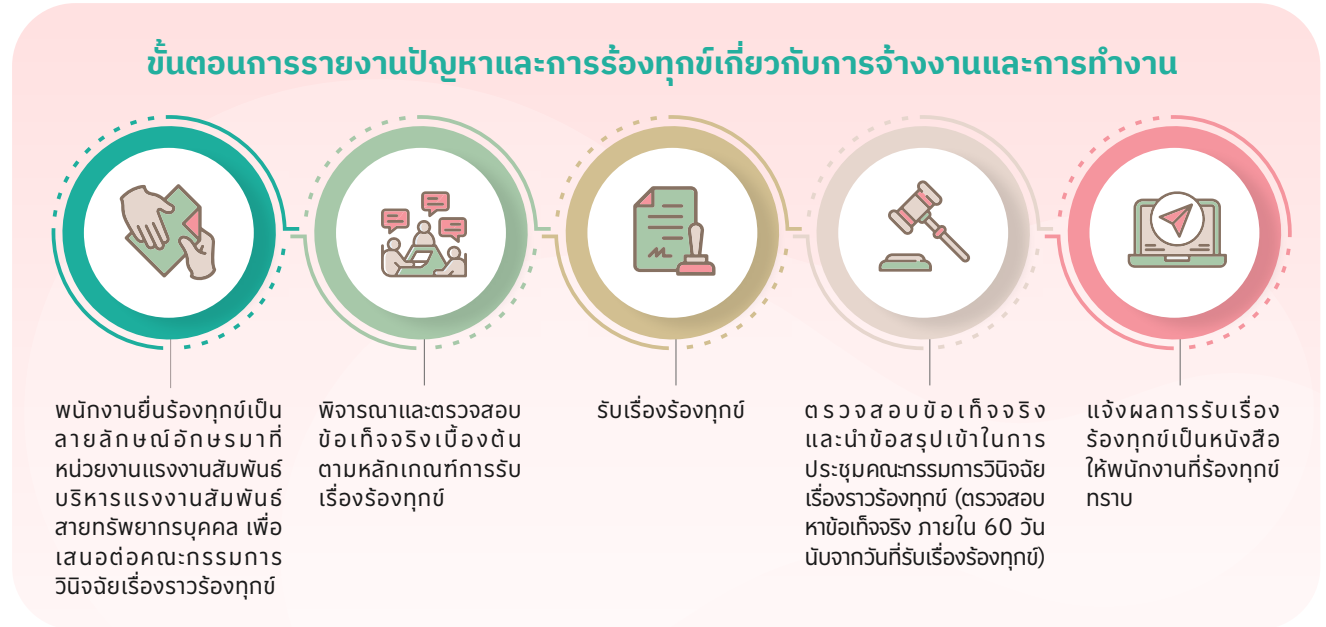 ขั้นตอนการรายงานปัญหาและการร้องทุกข์เกี่ยวกับการจ้างงานและการทำงาน
พนักงานยื่นร้องทุกข์เป็น
ลายลักษณ์อักษรมาที่
หน่วยงานแรงงานสัมพันธ์
บริหารแรงงานสัมพันธ์
สายทรัพยากรบุคคล เพื่อ
เสนอต่อคณะกรรมการ
วินิจฉัยเรื่องราวร้องทุกข์
พิจารณาและตรวจสอบ
ข้อเท็จจริงเบื้องต้น
ตามหลักเกณฑ์การรับ
เรื่องร้องทุกข์
รับเรื่องร้องทุกข์
ตรวจสอบข้อเท็จจริง
และนำข้อสรุปเข้าในการ
ประชุมคณะกรรมการวินิจฉัย
เรื่องราวร้องทุกข์ (ตรวจสอบ
หาข้อเท็จจริง ภายใน 60 วัน
นับจากวันที่รับเรื่องร้องทุกข์)
แจ้งผลการรับเรื่อง
ร้องทุกข์เป็นหนังสือ
ให้พนักงานที่ร้องทุกข์
ทราบ